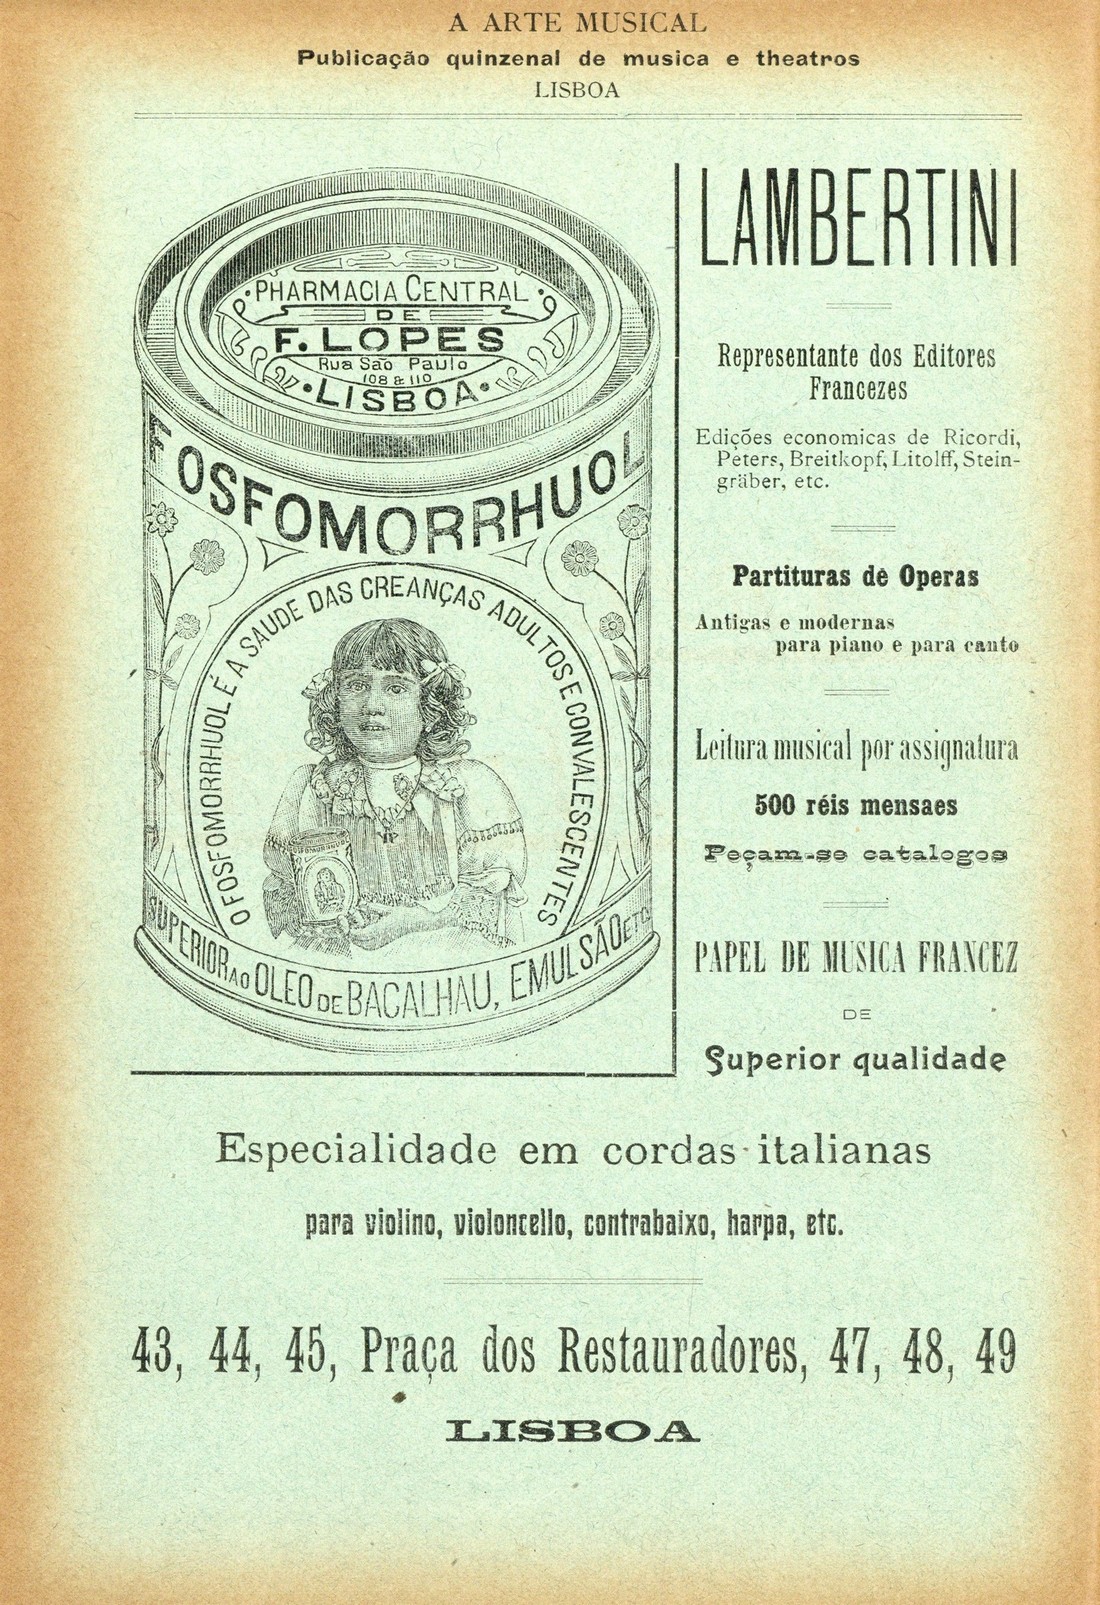 A ARTE MUSICAL
Publicação quinzenal de musica e theatros
LISBOA
PHARMACIA CENTRAL
DE
F. LOPES
Rua São Paulo
108 & 110
LISBOA
FOSFOMORRHUOL
O FOSFOMORRHUOL É A SAUDE DAS CREANÇAS ADULTOS E CONVALESCENTES
SUPERIOR AO OLEO DE BACALHAU, EMULSÃO ETC.
LAMBERTINI
Representante dos Editores
Francezes
Edições economicas de Ricordi,
Peters, Breitkopf, Litolff, Stein-
gräber, etc.
Partituras de Operas
Antigas e modernas
para piano e para canto
Leitura musical por assignatura
500 réis mensaes
Peçam-se catalogos
PAPEL DE MUSICA FRANCEZ
DE
Superior qualidade
Especialidade em cordas italianas
para violino, violoncello, contrabaixo, harpa, etc.
43, 44, 45, Praça dos Restauradores, 47, 48, 49
LISBOA